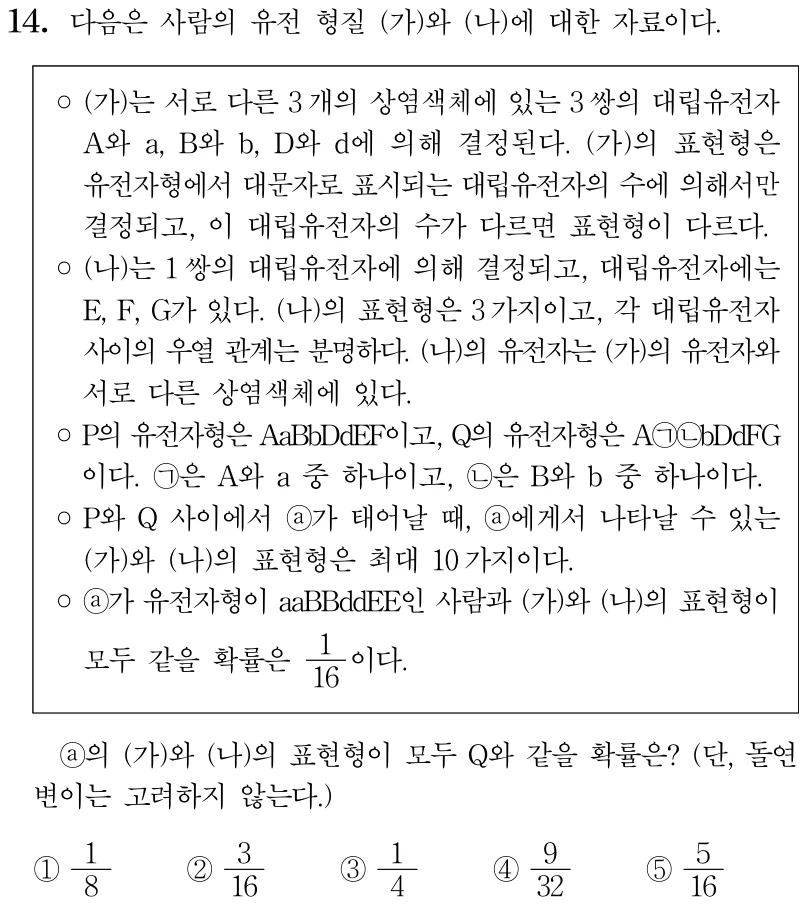 14. 다음은 사람의 유전 형질 (가)와 (나)에 대한 자료이다.
○ (가)는 서로 다른 3개의 상염색체에 있는 3쌍의 대립유전자
A와 a, B와 b, D와 d에 의해 결정된다. (가)의 표현형은
유전자형에서 대문자로 표시되는 대립유전자의 수에 의해서만
결정되고, 이 대립유전자의 수가 다르면 표현형이 다르다.
○ (나)는 1쌍의 대립유전자에 의해 결정되고, 대립유전자에는
E, F, G가 있다. (나)의 표현형은 3가지이고, 각 대립유전자
사이의 우열 관계는 분명하다. (나)의 유전자는 (가)의 유전자와
서로 다른 상염색체에 있다.
○ P의 유전자형은 AaBbDdEF이고, Q의 유전자형은 A㉠㉡bDdFG
이다. ㉠은 A와 a 중 하나이고, ㉡은 B와 b 중 하나이다.
○ P와 Q 사이에서 ⓐ가 태어날 때, ⓐ에게서 나타날 수 있는
(가)와 (나)의 표현형은 최대 10가지이다.
○ ⓐ가 유전자형이 aaBBddEE인 사람과 (가)와 (나)의 표현형이
모두 같을 확률은 1/16이다.
ⓐ의 (가)와 (나)의 표현형이 모두 Q와 같을 확률은? (단, 돌연
변이는 고려하지 않는다.)
① 1/8 ② 3/16 ③ 1/4 ④ 9/32 ⑤ 5/16